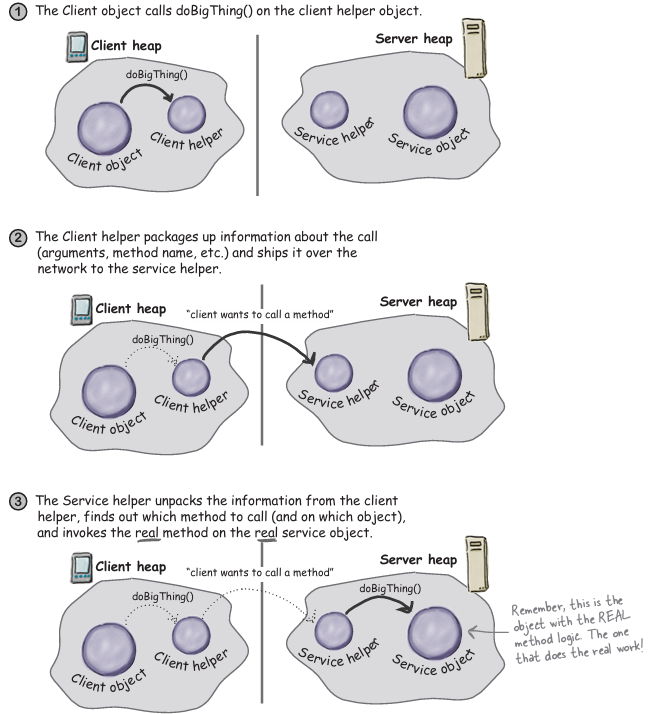 1 The Client object calls doBigThing() on the client helper object.
Client heap
Server heap
doBigThing()
Client object
Client helper
Service helper
Service object
2 The Client helper packages up information about the call
(arguments, method name, etc.) and ships it over the
network to the service helper.
Client heap
"client wants to call a method"
Server heap
doBigThing()
Client object
Client helper
Service helper
Service object
3 The Service helper unpacks the information from the client
helper, finds out which method to call (and on which object),
and invokes the real method on the real service object.
Client heap
"client wants to call a method"
Server heap
doBigThing()
doBigThing()
Client object
Client helper
Service helper
Service object
Remember, this is the
object with the REAL
method logic. The one
that does the real work!